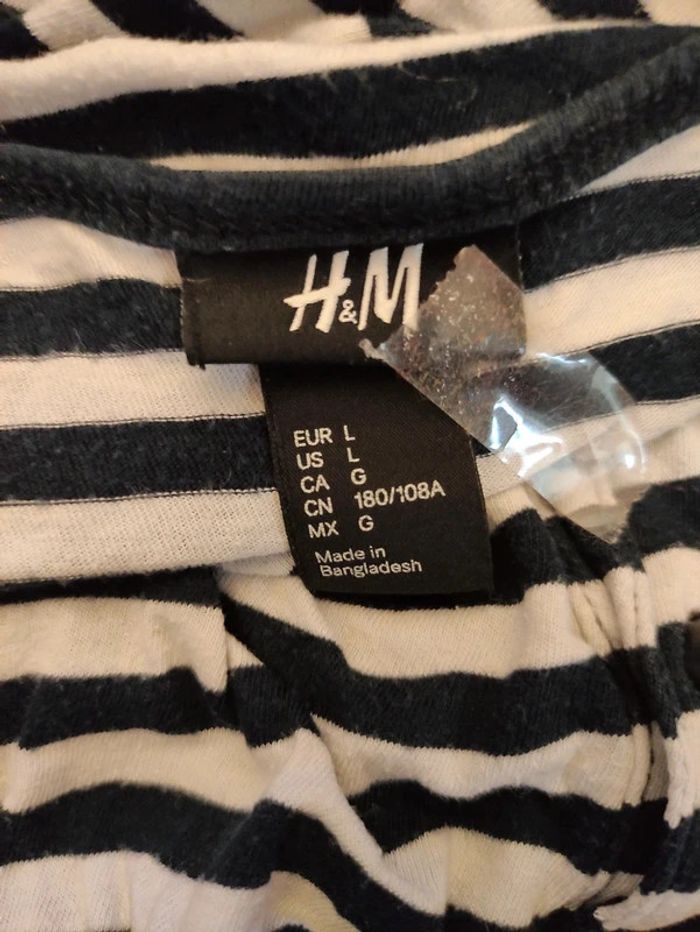 H&M
EUR L
US L
CA G
CN 180/108A
MX G
Made in
Bangladesh